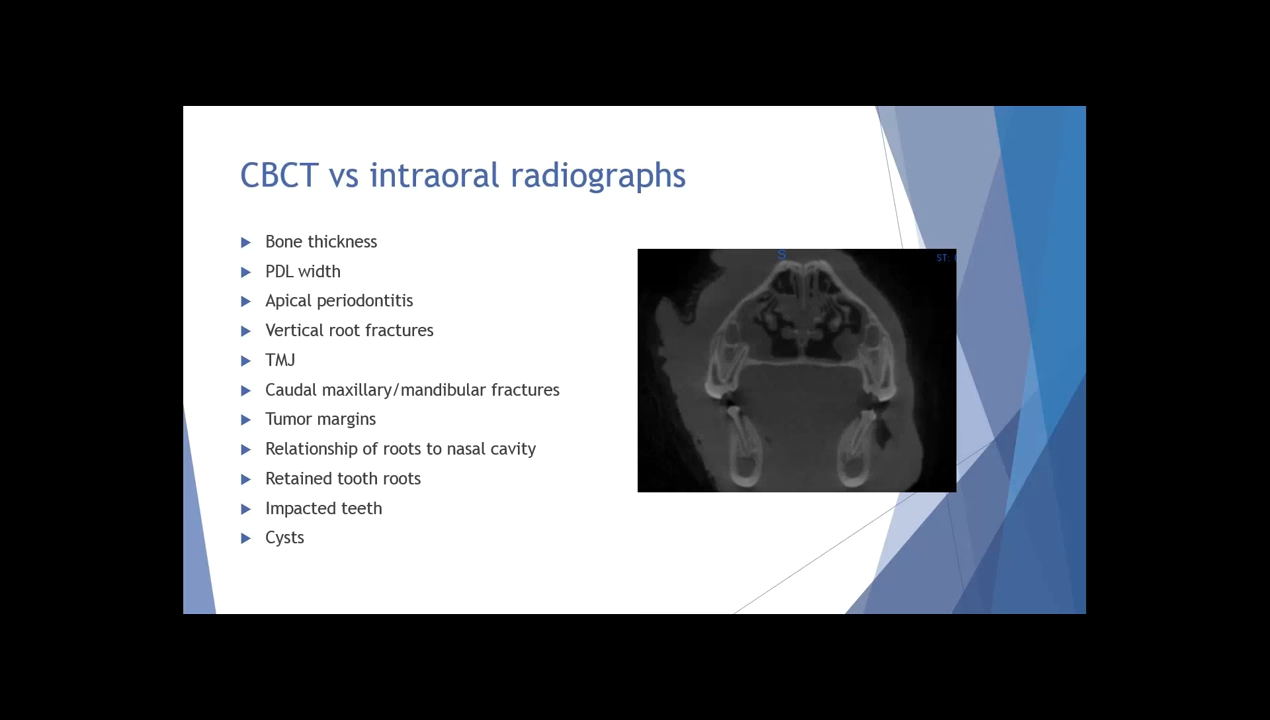 CBCT vs intraoral radiographs
Bone thickness
PDL width
Apical periodontitis
Vertical root fractures
TMJ
Caudal maxillary/mandibular fractures
Tumor margins
Relationship of roots to nasal cavity
Retained tooth roots
Impacted teeth
Cysts
S
ST: